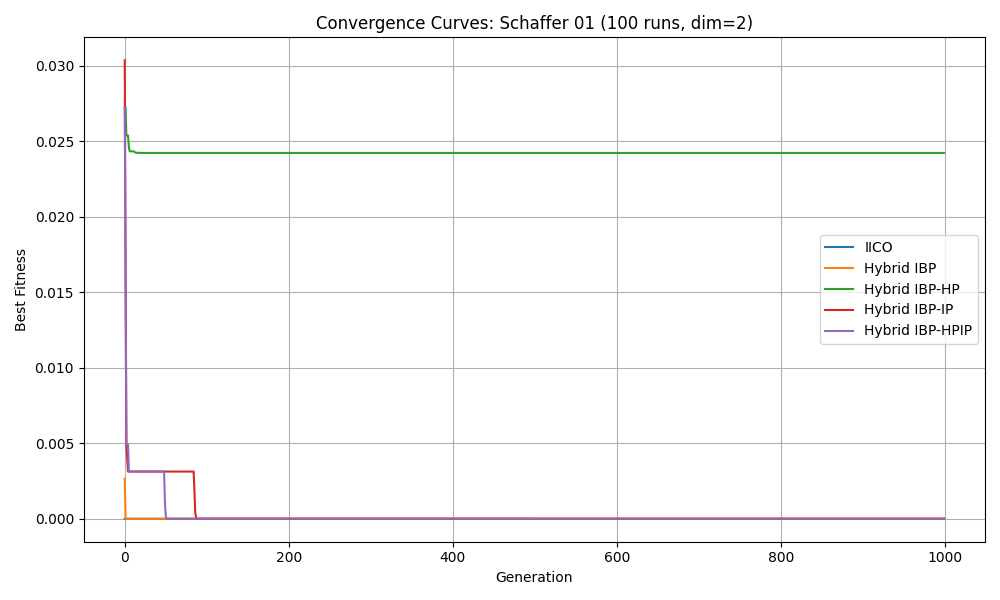 Convergence Curves: Schaffer 01 (100 runs, dim=2)
0.030
0.025
0.020
0.015
0.010
0.005
0.000
Best Fitness
IICO
Hybrid IBP
Hybrid IBP-HP
Hybrid IBP-IP
Hybrid IBP-HPIP
0 200 400 600 800 1000
Generation